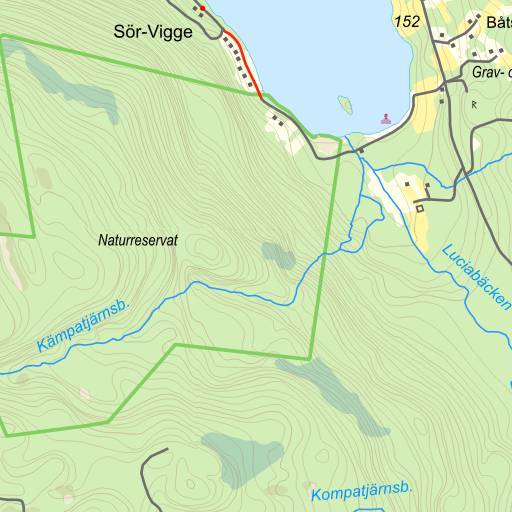 Sör-Vigge
152
Båts
Grav- o
R
Naturreservat
Luciabäcken
Kämpatjärnsb.
Kompatjärnsb.